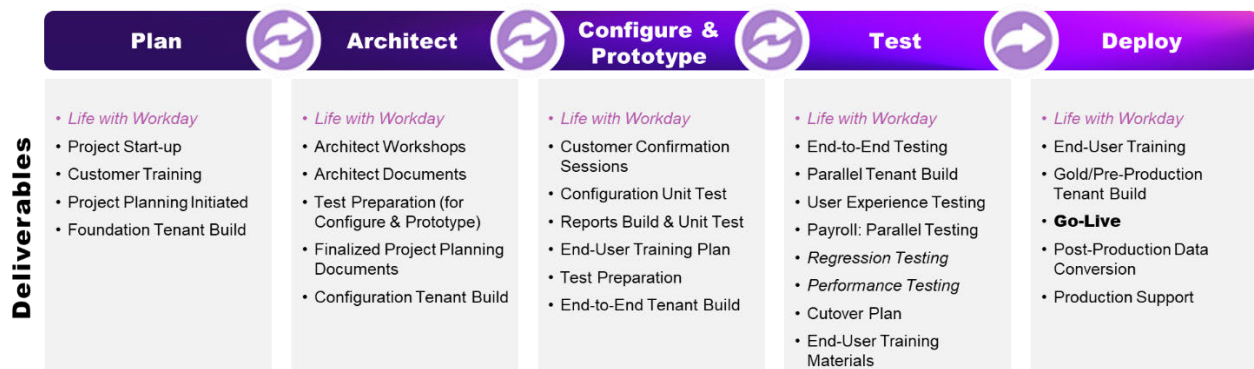 Plan
Architect
Configure &
Prototype
Test
Deploy
Deliverables
• Life with Workday
• Project Start-up
• Customer Training
• Project Planning Initiated
• Foundation Tenant Build
• Life with Workday
• Architect Workshops
• Architect Documents
• Test Preparation (for
Configure & Prototype)
• Finalized Project Planning
Documents
• Configuration Tenant Build
• Life with Workday
• Customer Confirmation
Sessions
• Configuration Unit Test
• Reports Build & Unit Test
• End-User Training Plan
• Test Preparation
• End-to-End Tenant Build
• Life with Workday
• End-to-End Testing
• Parallel Tenant Build
• User Experience Testing
• Payroll: Parallel Testing
• Regression Testing
• Performance Testing
• Cutover Plan
• End-User Training
Materials
• Life with Workday
• End-User Training
• Gold/Pre-Production
Tenant Build
• Go-Live
• Post-Production Data
Conversion
• Production Support